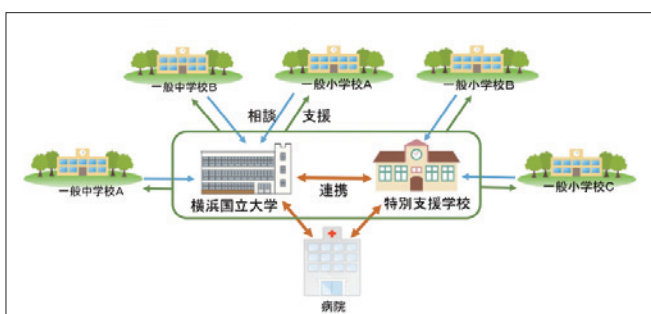 一般中学校B
一般小学校A
一般小学校B
相談
支援
一般中学校A
連携
一般小学校C
横浜国立大学
特別支援学校
病院